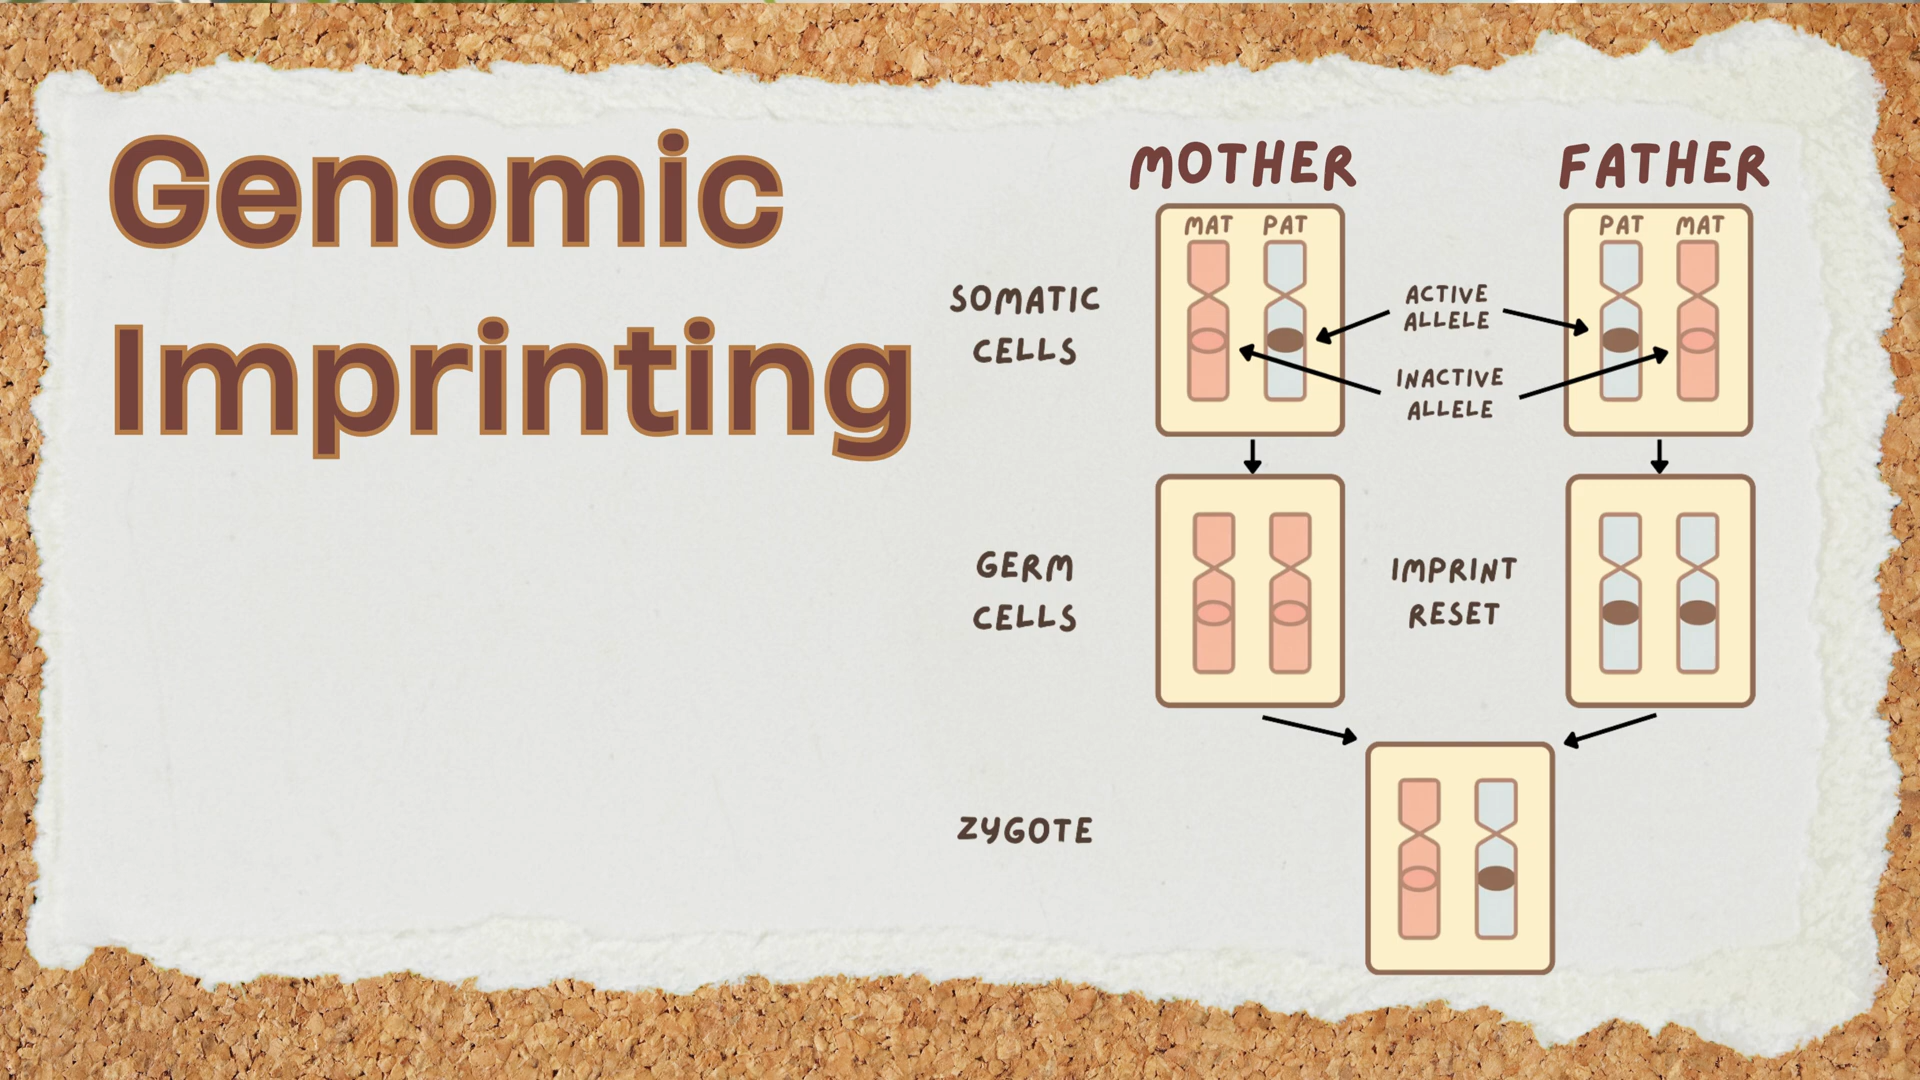 Genomic
Imprinting
MOTHER
FATHER
MAT PAT
PAT MAT
SOMATIC
CELLS
ACTIVE
ALLELE
INACTIVE
ALLELE
GERM
CELLS
IMPRINT
RESET
ZYGOTE